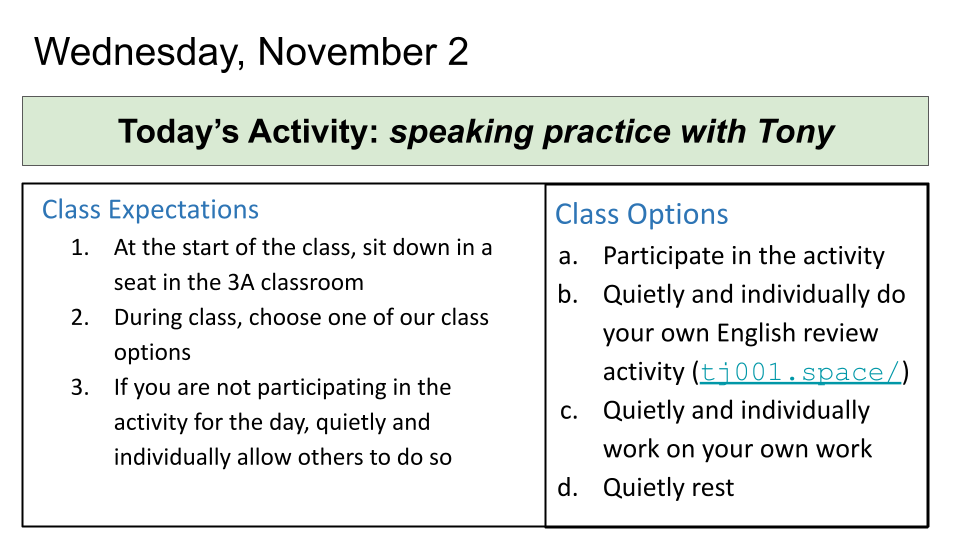 Wednesday, November 2
Today’s Activity: speaking practice with Tony
Class Expectations
1. At the start of the class, sit down in a
seat in the 3A classroom
2. During class, choose one of our class
options
3. If you are not participating in the
activity for the day, quietly and
individually allow others to do so
Class Options
a. Participate in the activity
b. Quietly and individually do
your own English review
activity (tj001.space/)
c. Quietly and individually
work on your own work
d. Quietly rest